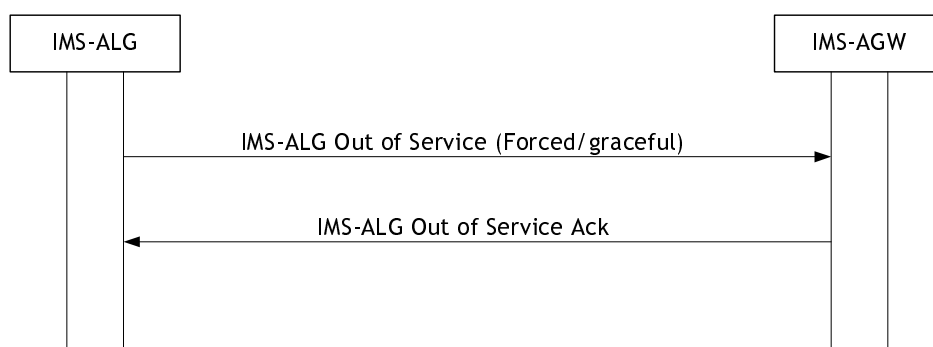 IMS-ALG
IMS-AGW
IMS-ALG Out of Service (Forced/graceful)
IMS-ALG Out of Service Ack